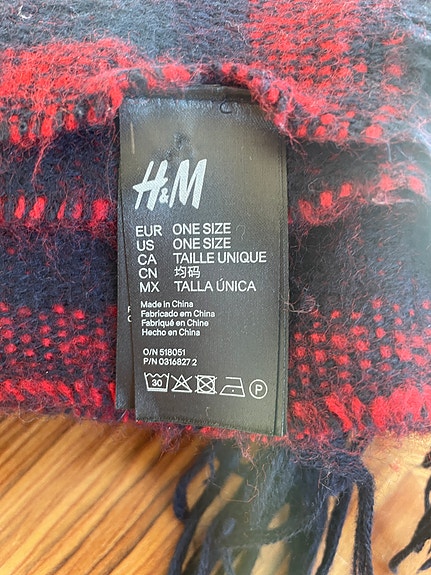 H&M
EUR ONE SIZE
US ONE SIZE
CA TAILLE UNIQUE
CN 均码
MX TALLA ÚNICA
Made in China
Fabricado em China
Fabriqué en Chine
Hecho en China
O/N 518051
P/N 0316827 2
30
P